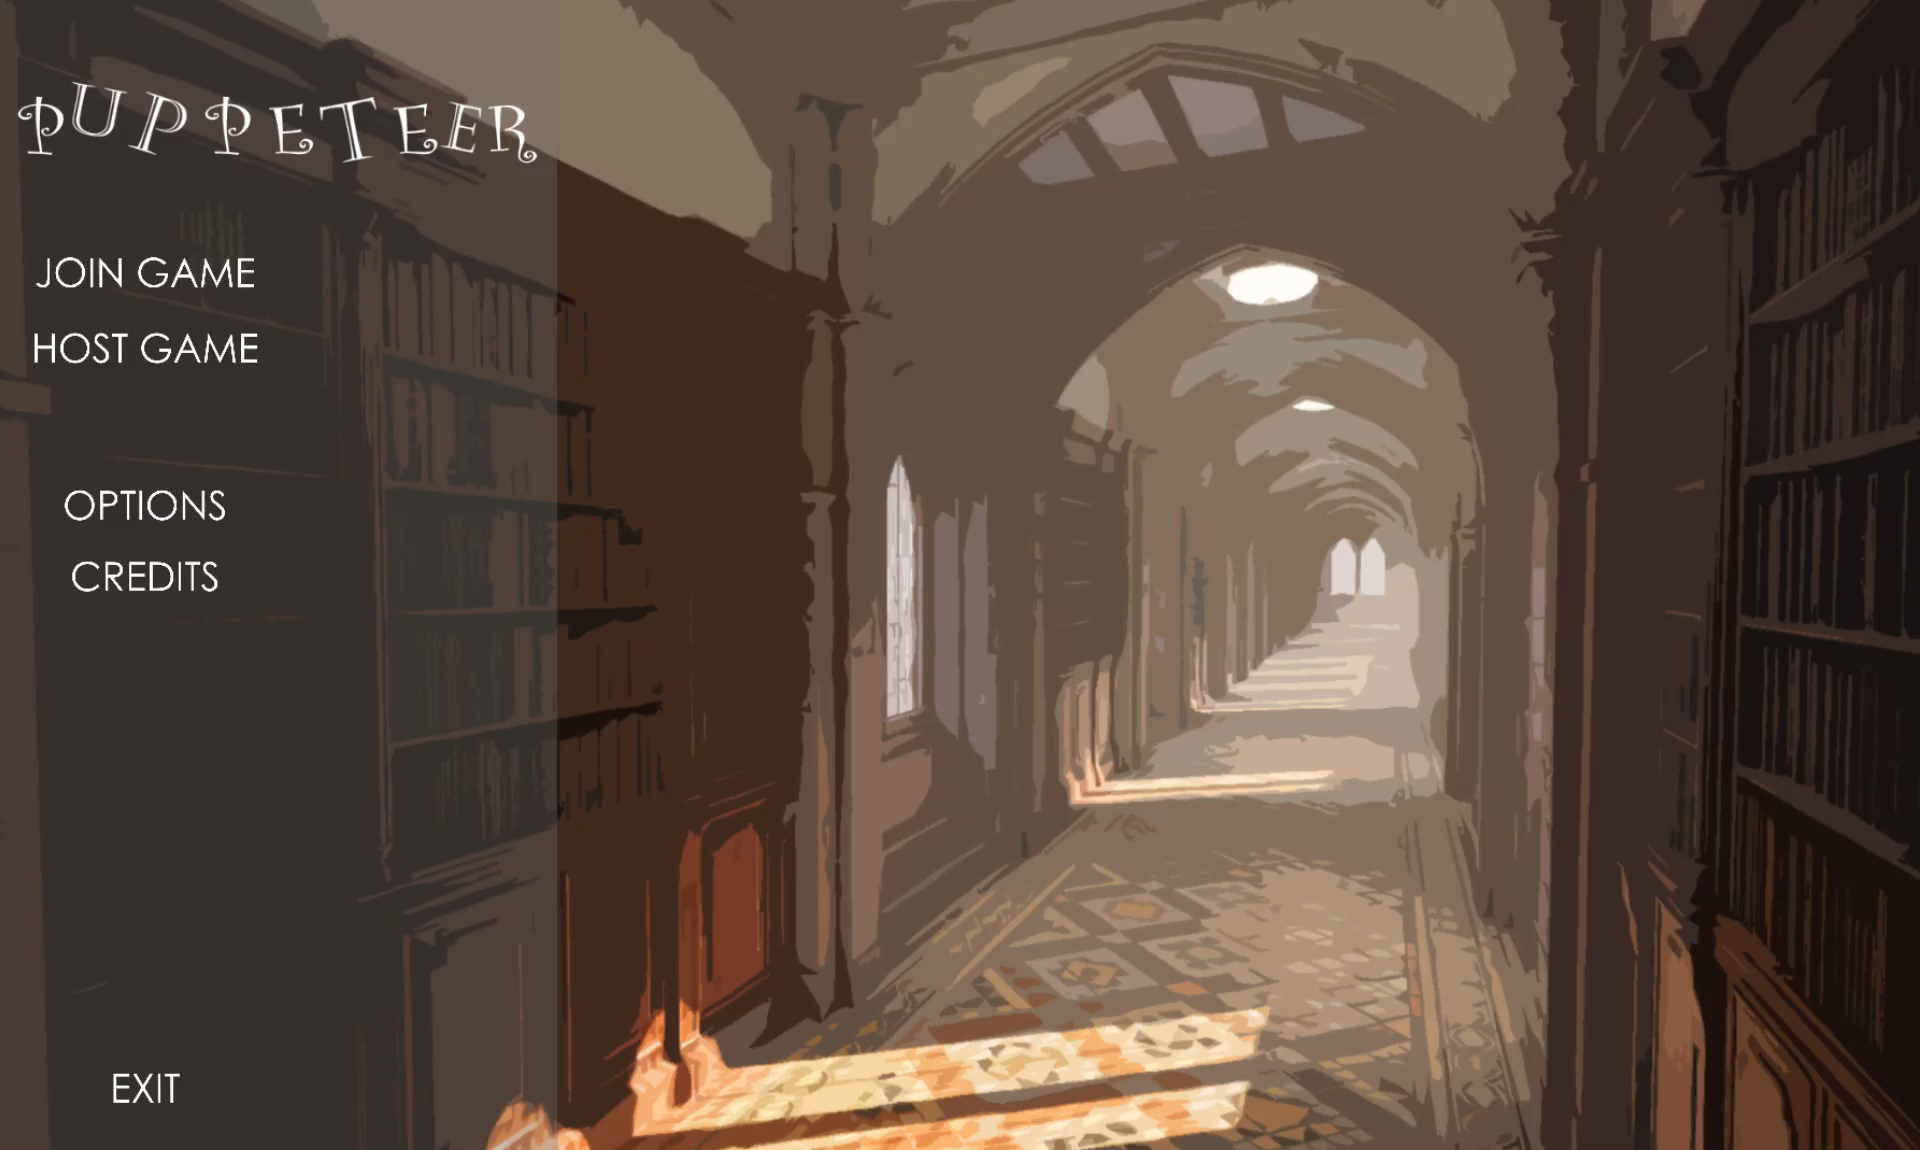 PUPPETEER
JOIN GAME
HOST GAME
OPTIONS
CREDITS
EXIT